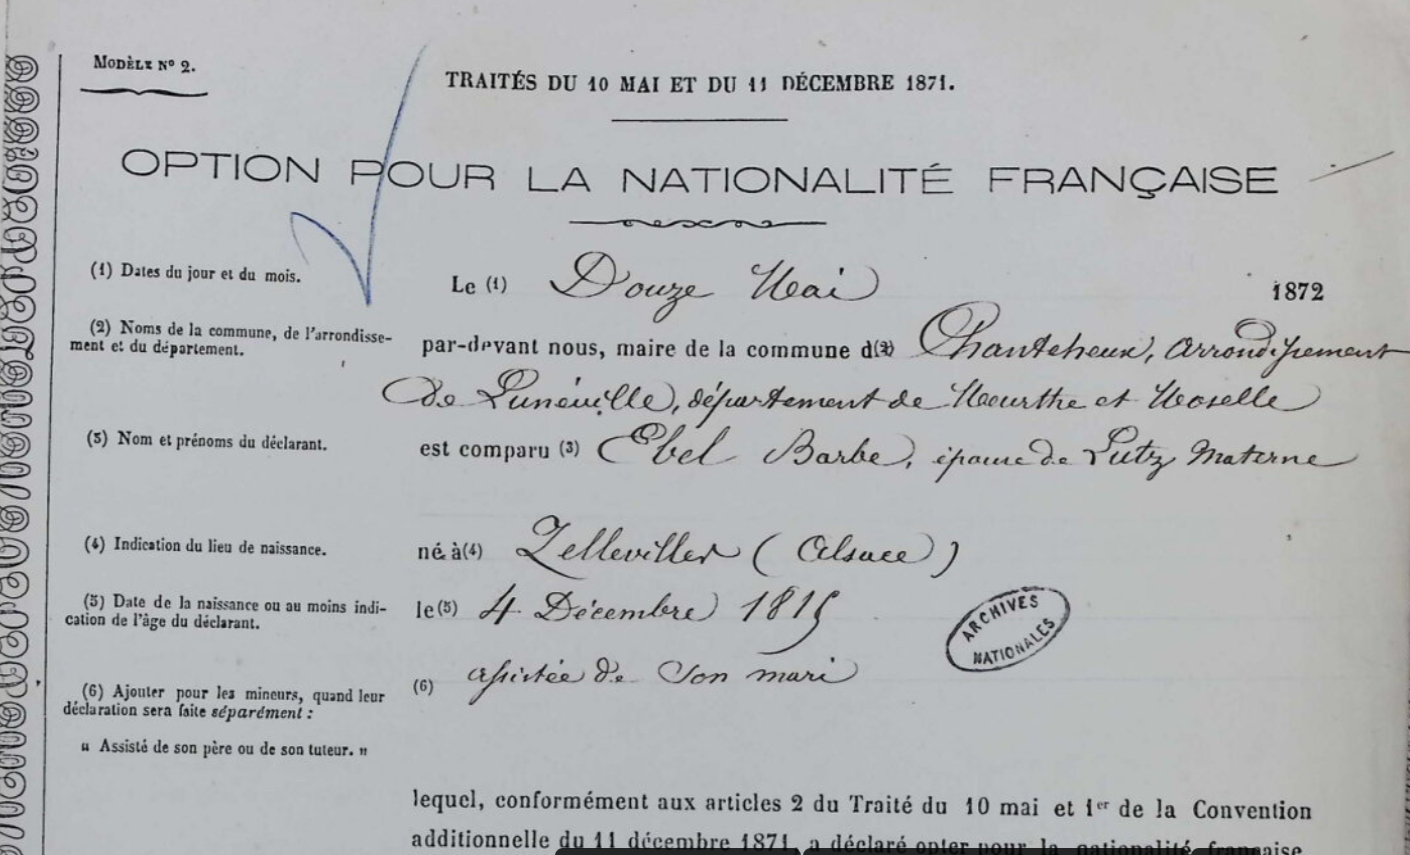 MODÈLE Nº 2.
TRAITÉS DU 10 MAI ET DU 11 DÉCEMBRE 1871.
OPTION POUR LA NATIONALITÉ FRANÇAISE
(1) Dates du jour et du mois.
Le (1) Douze Mai 1872
(2) Noms de la commune, de l'arrondisse-
ment et du département.
par-devant nous, maire de la commune d(2) Chanteheux, arrondissement
de Lunéville, département de Meurthe et Moselle
(3) Nom et prénoms du déclarant.
est comparu (3) Ebel Barbe, épouse de Lutz Materne
(4) Indication du lieu de naissance.
né à (4) Zelleviller (Alsace)
(5) Date de la naissance ou au moins indi-
cation de l'âge du déclarant.
le (5) 4 Décembre 1815
ARCHIVES
NATIONALES
(6) Ajouter pour les mineurs, quand leur
déclaration sera faite séparément :
« Assisté de son père ou de son tuteur. »
(6) assistée de son mari
lequel, conformément aux articles 2 du Traité du 10 mai et 1er de la Convention
additionnelle du 11 décembre 1871, a déclaré opter pour la nationalité française